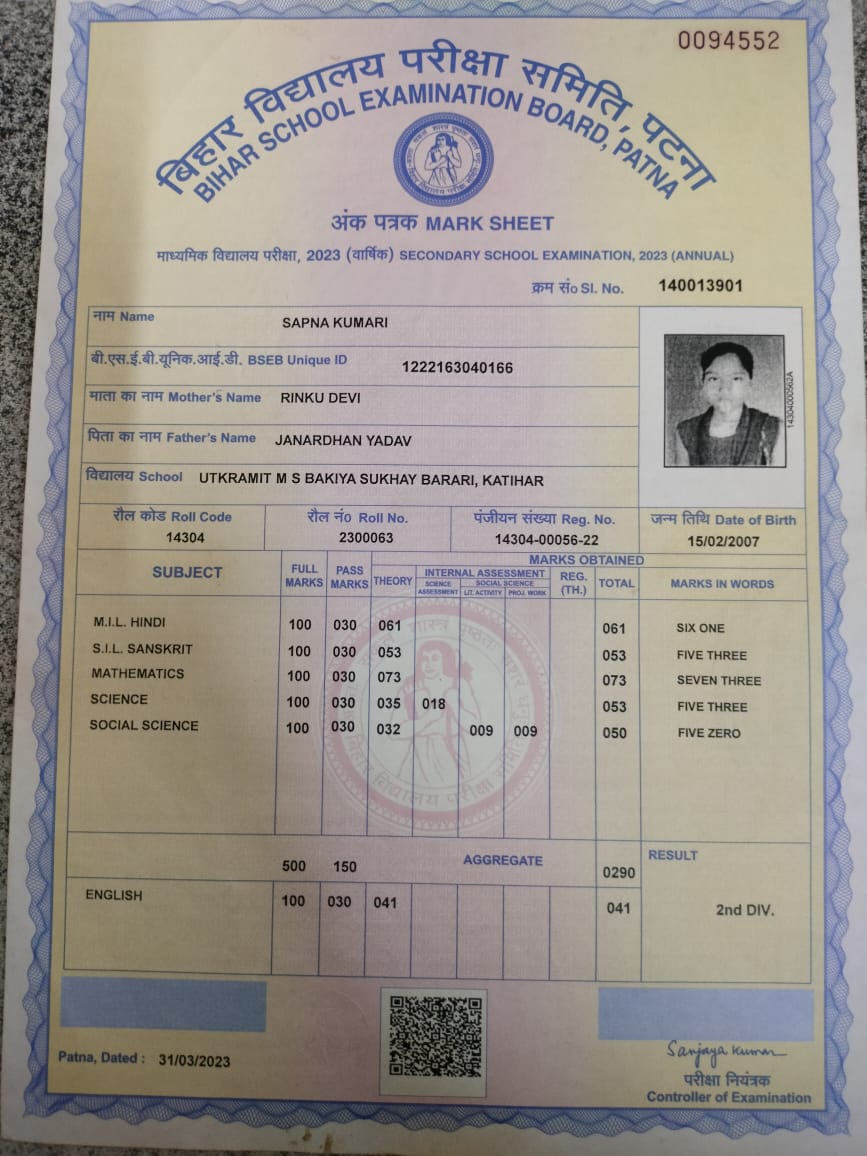 0094552
बिहार विद्यालय परीक्षा समिति, पटना
BIHAR SCHOOL EXAMINATION BOARD, PATNA
अंक पत्रक MARK SHEET
माध्यमिक विद्यालय परीक्षा, 2023 (वार्षिक) SECONDARY SCHOOL EXAMINATION, 2023 (ANNUAL)
क्रम सं० Sl. No. 140013901
नाम Name SAPNA KUMARI
बी.एस.ई.बी.यूनिक.आई.डी. BSEB Unique ID 1222163040166
माता का नाम Mother's Name RINKU DEVI
पिता का नाम Father's Name JANARDHAN YADAV
विद्यालय School UTKRAMIT M S BAKIYA SUKHAY BARARI, KATIHAR
143040000562A
रौल कोड Roll Code रौल नं० Roll No. पंजीयन संख्या Reg. No. जन्म तिथि Date of Birth
14304 2300063 14304-00056-22 15/02/2007
SUBJECT FULL MARKS PASS MARKS MARKS OBTAINED
THEORY INTERNAL ASSESSMENT REG. (TH.) TOTAL MARKS IN WORDS
SCIENCE ASSESSMENT SOCIAL SCIENCE
LIT. ACTIVITY PROJ. WORK
M.I.L. HINDI 100 030 061 061 SIX ONE
S.I.L. SANSKRIT 100 030 053 053 FIVE THREE
MATHEMATICS 100 030 073 073 SEVEN THREE
SCIENCE 100 030 035 018 053 FIVE THREE
SOCIAL SCIENCE 100 030 032 009 009 050 FIVE ZERO
500 150 AGGREGATE 0290 RESULT
ENGLISH 100 030 041 041 2nd DIV.
Patna, Dated : 31/03/2023
Sanjaya Kumar
परीक्षा नियंत्रक
Controller of Examination